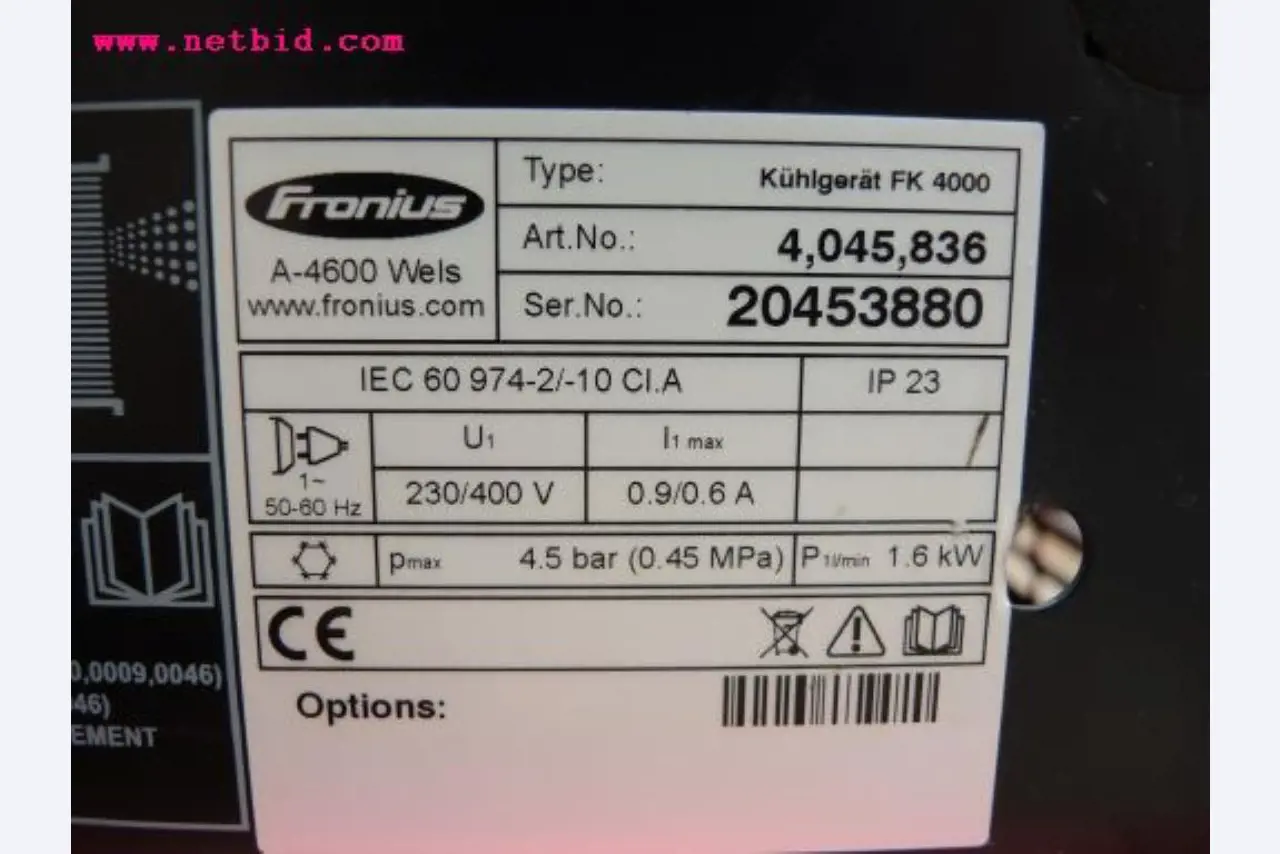 www.netbid.com
Fronius
A-4600 Wels
www.fronius.com
Type: Kühlgerät FK 4000
Art.No.: 4,045,836
Ser.No.: 20453880
IEC 60 974-2/-10 Cl.A IP 23
1~
50-60 Hz
U1 I1 max
230/400 V 0.9/0.6 A
pmax 4.5 bar (0.45 MPa) P1l/min 1.6 kW
CE
Options:
0,0009,0046)
46)
EMENT